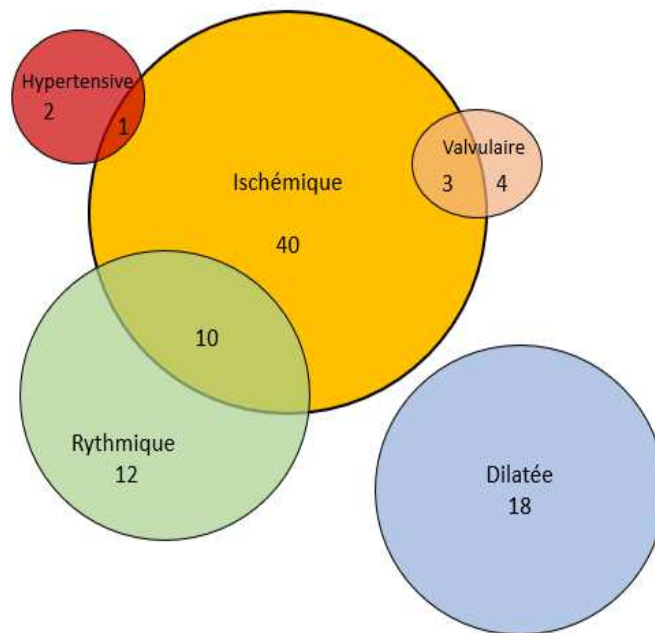 Hypertensive
2
1
Valvulaire
3 4
Ischémique
40
10
Rythmique
12
Dilatée
18